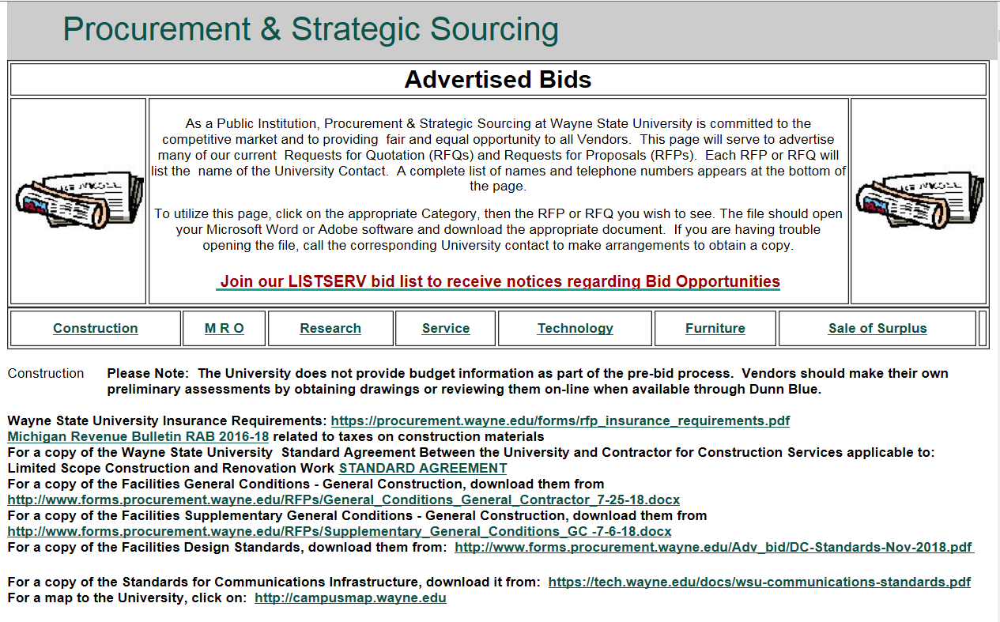 Procurement & Strategic Sourcing
Advertised Bids
As a Public Institution, Procurement & Strategic Sourcing at Wayne State University is committed to the
competitive market and to providing  fair and equal opportunity to all Vendors.  This page will serve to advertise
many of our current  Requests for Quotation (RFQs) and Requests for Proposals (RFPs).  Each RFP or RFQ will
list the  name of the University Contact.  A complete list of names and telephone numbers appears at the bottom of
the page.
To utilize this page, click on the appropriate Category, then the RFP or RFQ you wish to see. The file should open
your Microsoft Word or Adobe software and download the appropriate document.  If you are having trouble
opening the file, call the corresponding University contact to make arrangements to obtain a copy.
Join our LISTSERV bid list to receive notices regarding Bid Opportunities
Construction M R O Research Service Technology Furniture Sale of Surplus
Construction Please Note:  The University does not provide budget information as part of the pre-bid process.  Vendors should make their own
preliminary assessments by obtaining drawings or reviewing them on-line when available through Dunn Blue.
Wayne State University Insurance Requirements: https://procurement.wayne.edu/forms/rfp_insurance_requirements.pdf
Michigan Revenue Bulletin RAB 2016-18 related to taxes on construction materials
For a copy of the Wayne State University  Standard Agreement Between the University and Contractor for Construction Services applicable to:
Limited Scope Construction and Renovation Work STANDARD AGREEMENT
For a copy of the Facilities General Conditions - General Construction, download them from
http://www.forms.procurement.wayne.edu/RFPs/General_Conditions_General_Contractor_7-25-18.docx
For a copy of the Facilities Supplementary General Conditions - General Construction, download them from
http://www.forms.procurement.wayne.edu/RFPs/Supplementary_General_Conditions_GC -7-6-18.docx
For a copy of the Facilities Design Standards, download them from:  http://www.forms.procurement.wayne.edu/Adv_bid/DC-Standards-Nov-2018.pdf
For a copy of the Standards for Communications Infrastructure, download it from:  https://tech.wayne.edu/docs/wsu-communications-standards.pdf
For a map to the University, click on:  http://campusmap.wayne.edu